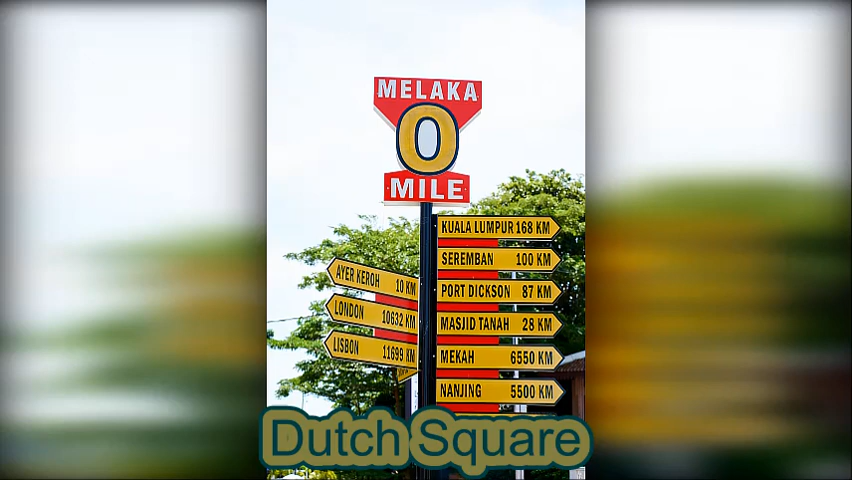 MELAKA
0
MILE
KUALA LUMPUR 168 KM
SEREMBAN 100 KM
PORT DICKSON 87 KM
MASJID TANAH 28 KM
MEKAH 6550 KM
NANJING 5500 KM
AYER KEROH 10 KM
LONDON 10632 KM
LISBON 11699 KM
Dutch Square